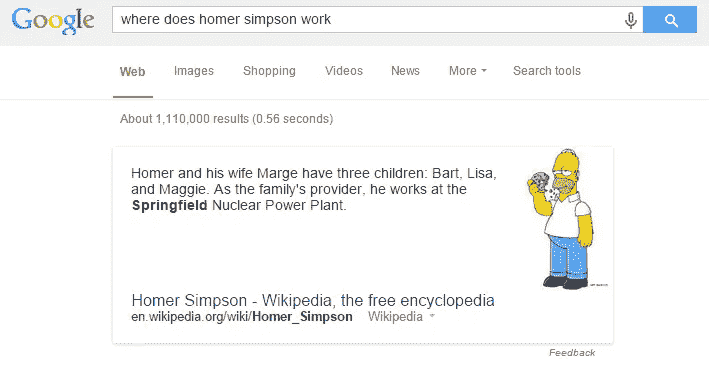 Google
where does homer simpson work
Web Images Shopping Videos News More Search tools
About 1,110,000 results (0.56 seconds)
Homer and his wife Marge have three children: Bart, Lisa,
and Maggie. As the family's provider, he works at the
Springfield Nuclear Power Plant.
Homer Simpson - Wikipedia, the free encyclopedia
en.wikipedia.org/wiki/Homer_Simpson Wikipedia
Feedback